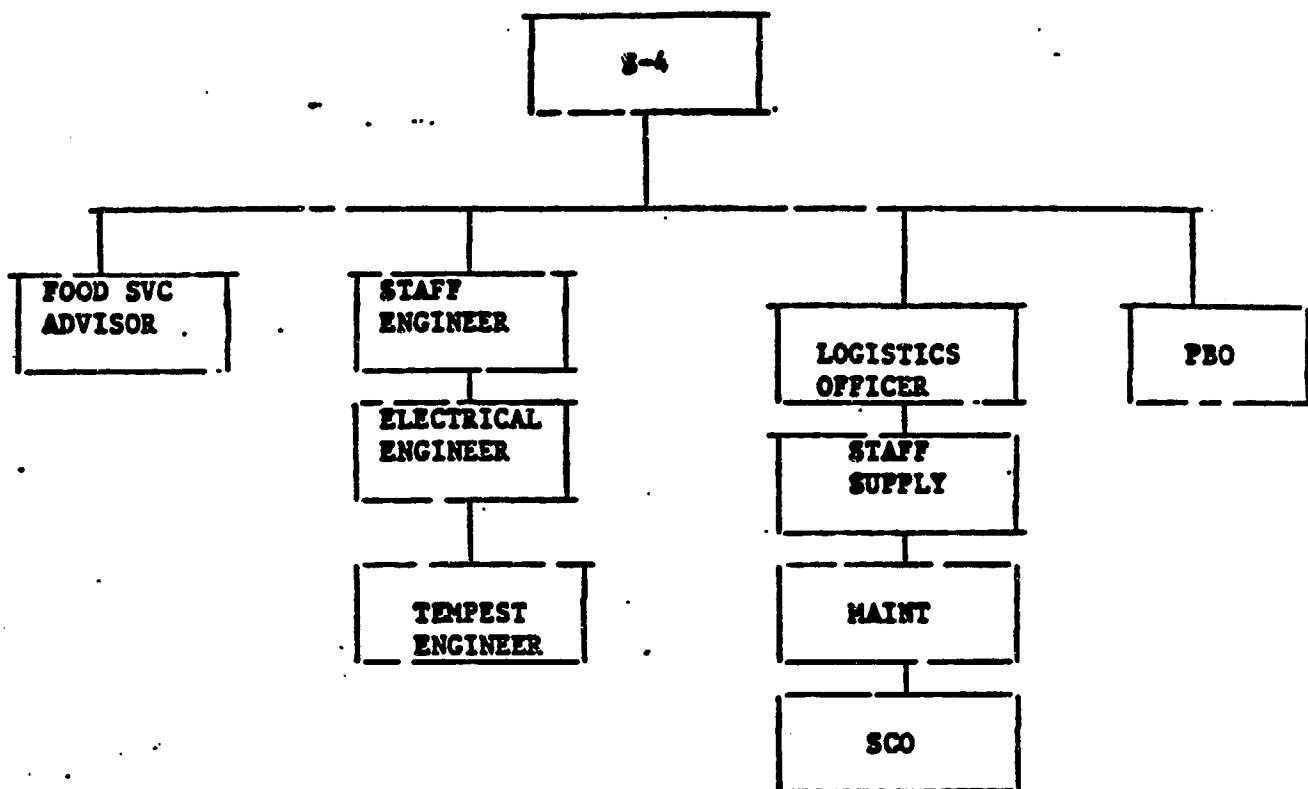 S-4
FOOD SVC
ADVISOR
STAFF
ENGINEER
LOGISTICS
OFFICER
PBO
ELECTRICAL
ENGINEER
STAFF
SUPPLY
TEMPEST
ENGINEER
MAINT
SCO